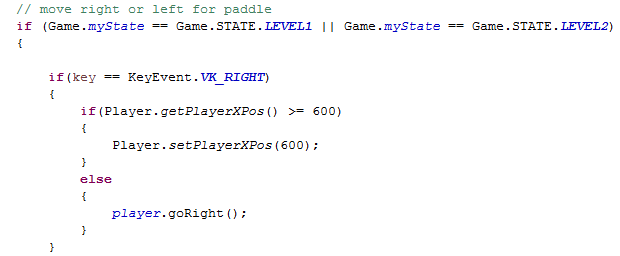 // move right or left for paddle
if (Game.myState == Game.STATE.LEVEL1 || Game.myState == Game.STATE.LEVEL2)
{
if(key == KeyEvent.VK_RIGHT)
{
if(Player.getPlayerXPos() >= 600)
{
Player.setPlayerXPos(600);
}
else
{
player.goRight();
}
}